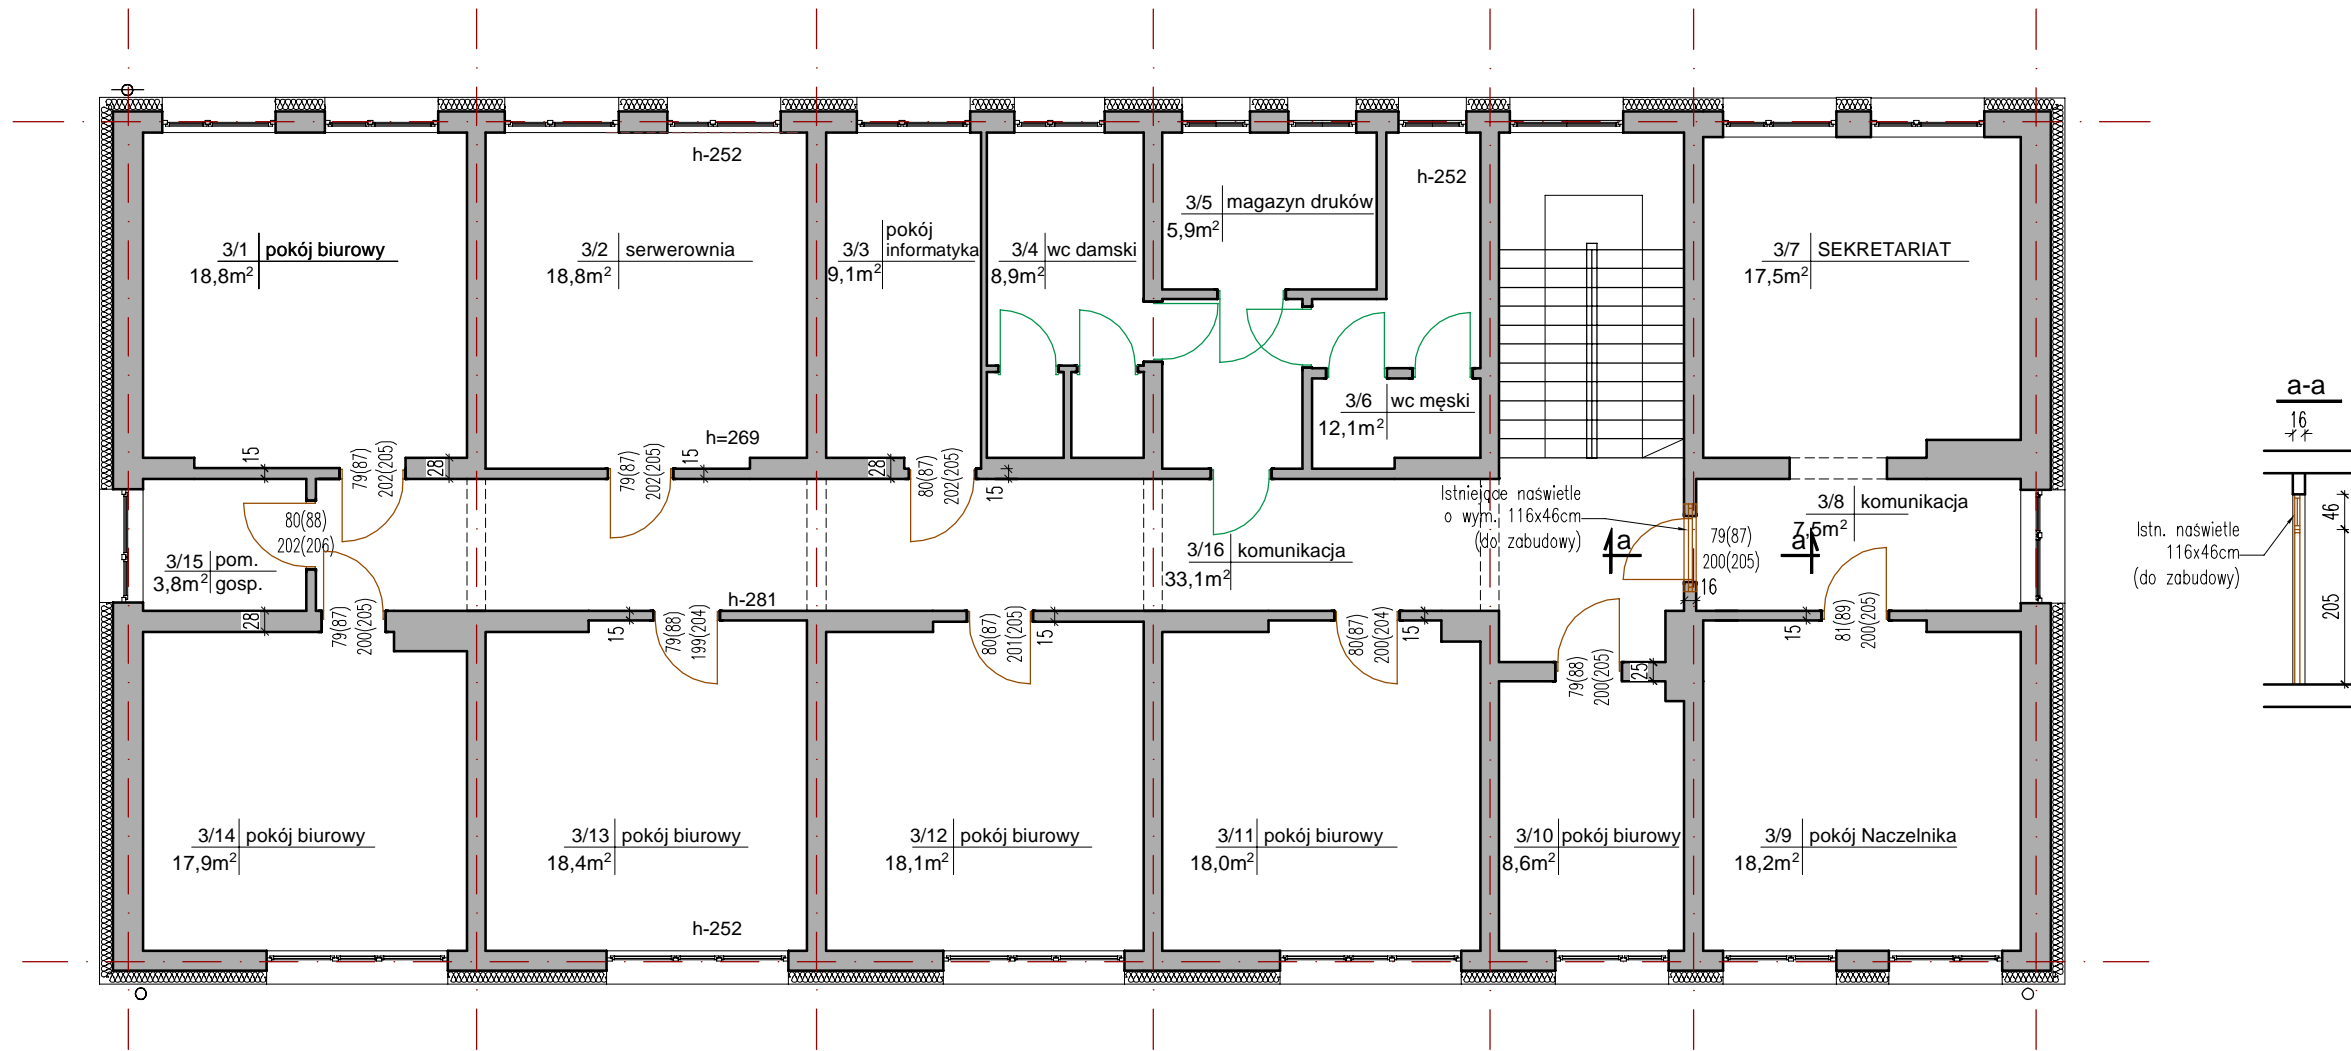 h-252
h-252
3/1 pokój biurowy
18,8m²
3/2 serwerownia
18,8m²
3/3 pokój
informatyka
9,1m²
3/4 wc damski
8,9m²
3/5 magazyn druków
5,9m²
3/7 SEKRETARIAT
17,5m²
3/6 wc męski
12,1m²
a-a
16
h=269
15
79(87)
202(205)
28
79(87)
202(205)
15
28
80(87)
202(205)
15
80(88)
202(206)
3/15 pom.
3,8m² gosp.
Istniejące naświetle
o wym. 116x46cm
(do zabudowy)
3/16 komunikacja
33,1m²
3/8 komunikacja
7,5m²
a
a
79(87)
200(205)
16
Istn. naświetle
116x46cm
(do zabudowy)
46
205
h-281
28
79(87)
200(205)
15
79(88)
199(204)
80(87)
201(205)
15
80(87)
200(204)
15
79(88)
200(205)
25
15
81(89)
200(205)
3/14 pokój biurowy
17,9m²
3/13 pokój biurowy
18,4m²
3/12 pokój biurowy
18,1m²
3/11 pokój biurowy
18,0m²
3/10 pokój biurowy
8,6m²
3/9 pokój Naczelnika
18,2m²
h-252